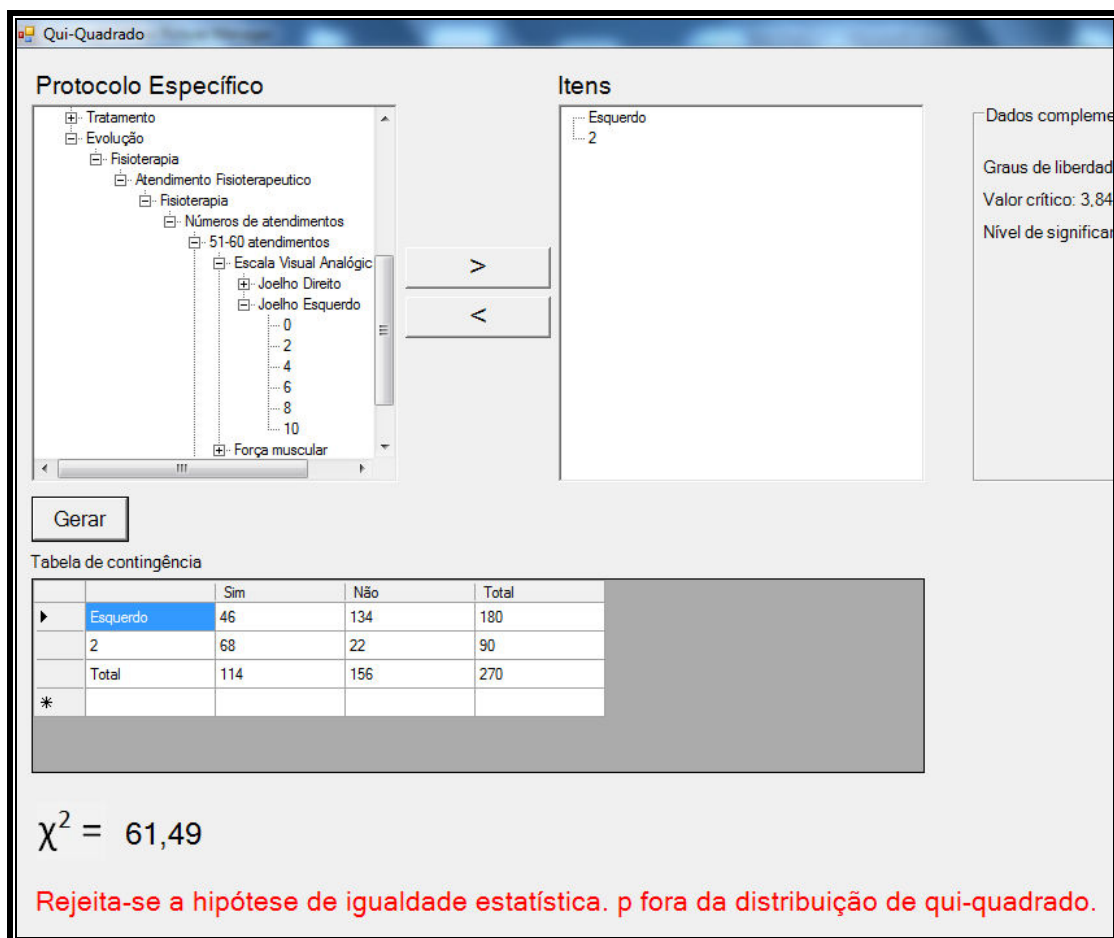 Qui-Quadrado
Protocolo Específico
Tratamento
Evolução
Fisioterapia
Atendimento Fisioterapeutico
Fisioterapia
Números de atendimentos
51-60 atendimentos
Escala Visual Analógic
Joelho Direito
Joelho Esquerdo
0
2
4
6
8
10
Força muscular
>
<
Itens
Esquerdo
2
Dados compleme
Graus de liberdad
Valor crítico: 3,84
Nível de significar
Gerar
Tabela de contingência
Sim Não Total
Esquerdo 46 134 180
2 68 22 90
Total 114 156 270
*
χ² = 61,49
Rejeita-se a hipótese de igualdade estatística. p fora da distribuição de qui-quadrado.